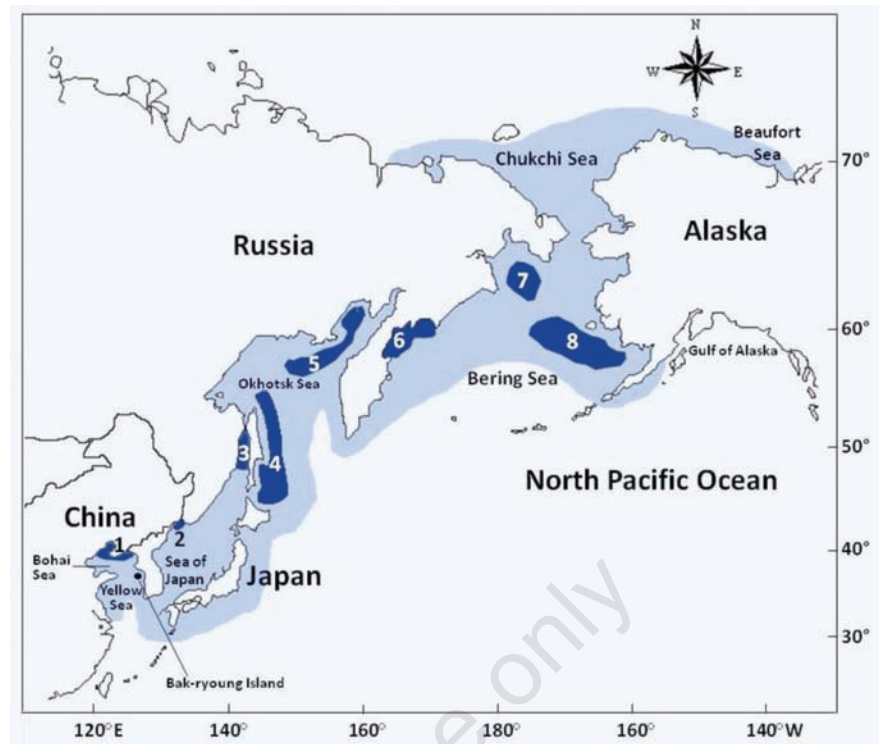 N
W
E
S
Beaufort
Sea
Chukchi Sea
70°
Russia
Alaska
7
60°
6
8
5
Gulf of Alaska
Okhotsk Sea
Bering Sea
50°
3
4
North Pacific Ocean
China
1
2
40°
Bohai
Sea
Sea of
Japan
Japan
Yellow
Sea
30°
Bak-ryoung Island
e only
120°E
140°
160°
180°
160°
140°W